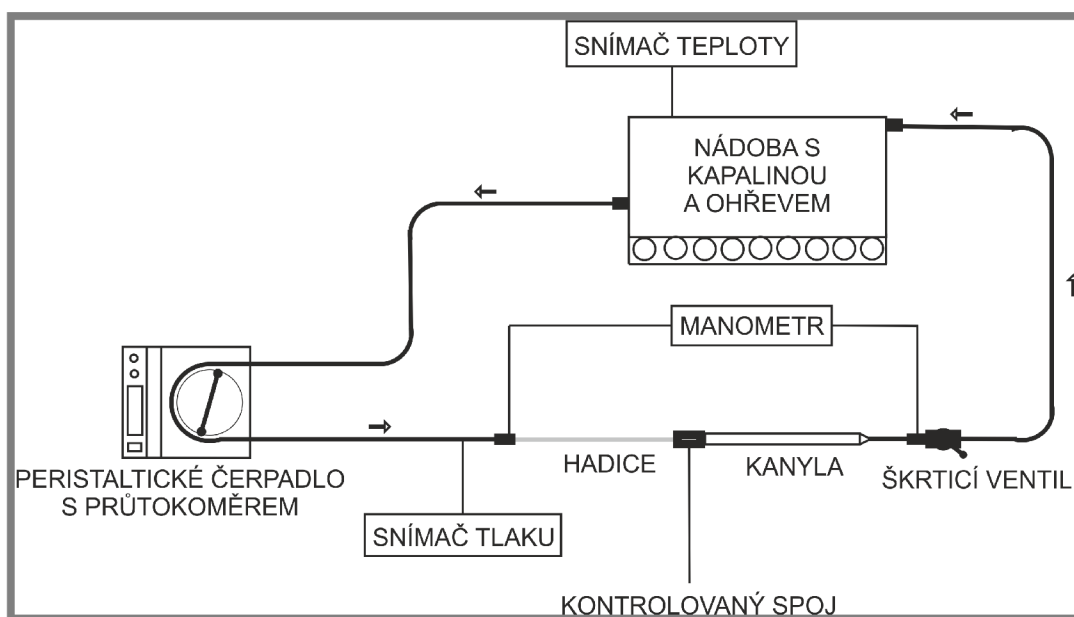 SNÍMAČ TEPLOTY
NÁDOBA S
KAPALINOU
A OHŘEVEM
MANOMETR
HADICE
KANYLA
ŠKRTICÍ VENTIL
PERISTALTICKÉ ČERPADLO
S PRŮTOKOMĚREM
SNÍMAČ TLAKU
KONTROLOVANÝ SPOJ